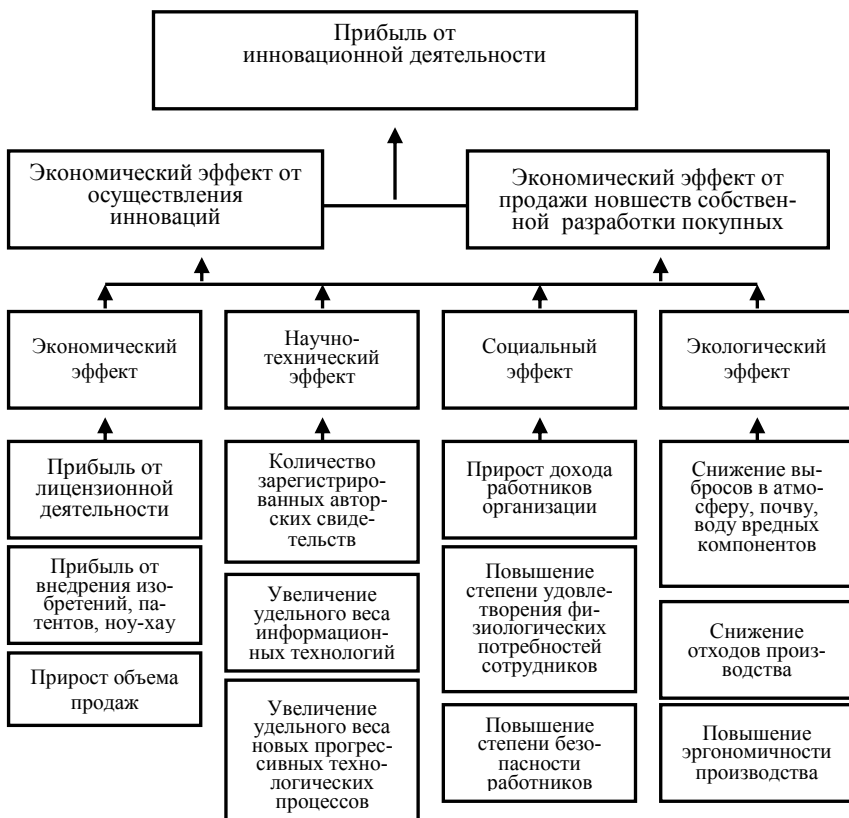 Прибыль от
инновационной деятельности
Экономический эффект от
осуществления
инноваций
Экономический эффект от
продажи новшеств собствен-
ной разработки покупных
Экономический
эффект
Научно-
технический
эффект
Социальный
эффект
Экологический
эффект
Прибыль от
лицензионной
деятельности
Прибыль от
внедрения изо-
бретений, па-
тентов, ноу-хау
Прирост объема
продаж
Количество
зарегистриро-
ванных автор-
ских свиде-
тельств
Увеличение
удельного веса
информацион-
ных технологий
Увеличение
удельного веса
новых прогрес-
сивных техно-
логических
процессов
Прирост дохода
работников
организации
Повышение
степени удовле-
творения физ-
иологических
потребностей
сотрудников
Повышение
степени безо-
пасности
работников
Снижение вы-
бросов в атмо-
сферу, почву,
воду вредных
компонентов
Снижение
отходов произ-
водства
Повышение
эргономичности
производства